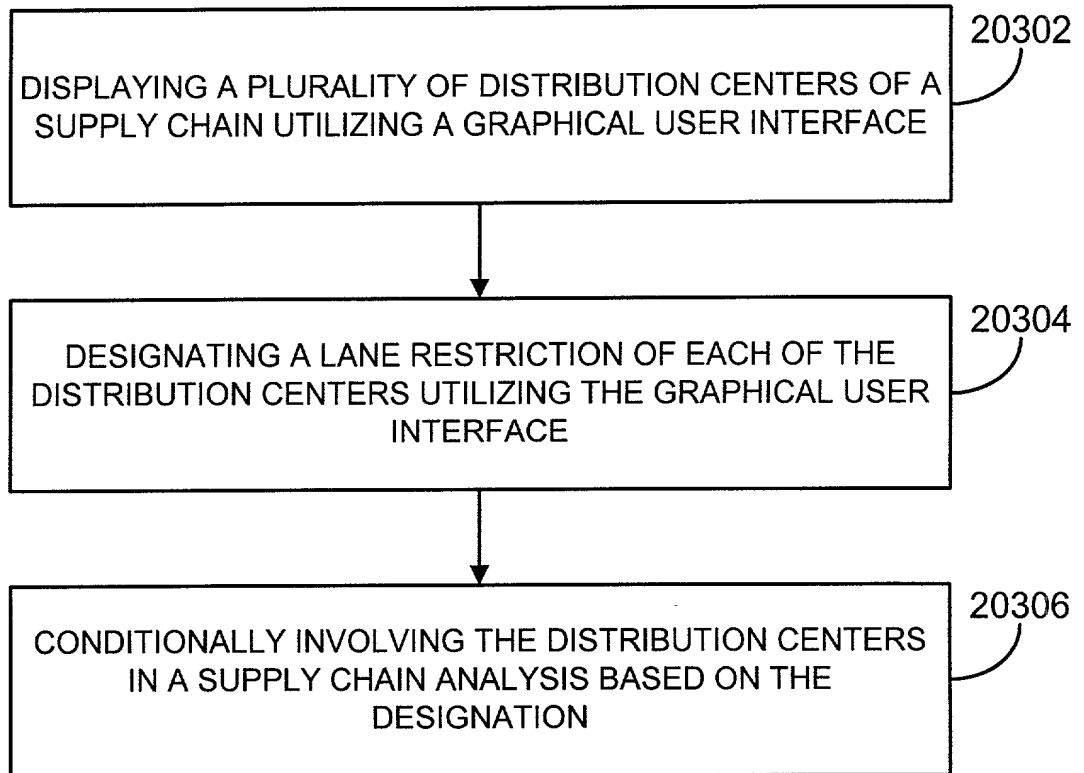 20302
DISPLAYING A PLURALITY OF DISTRIBUTION CENTERS OF A
SUPPLY CHAIN UTILIZING A GRAPHICAL USER INTERFACE
20304
DESIGNATING A LANE RESTRICTION OF EACH OF THE
DISTRIBUTION CENTERS UTILIZING THE GRAPHICAL USER
INTERFACE
20306
CONDITIONALLY INVOLVING THE DISTRIBUTION CENTERS
IN A SUPPLY CHAIN ANALYSIS BASED ON THE
DESIGNATION